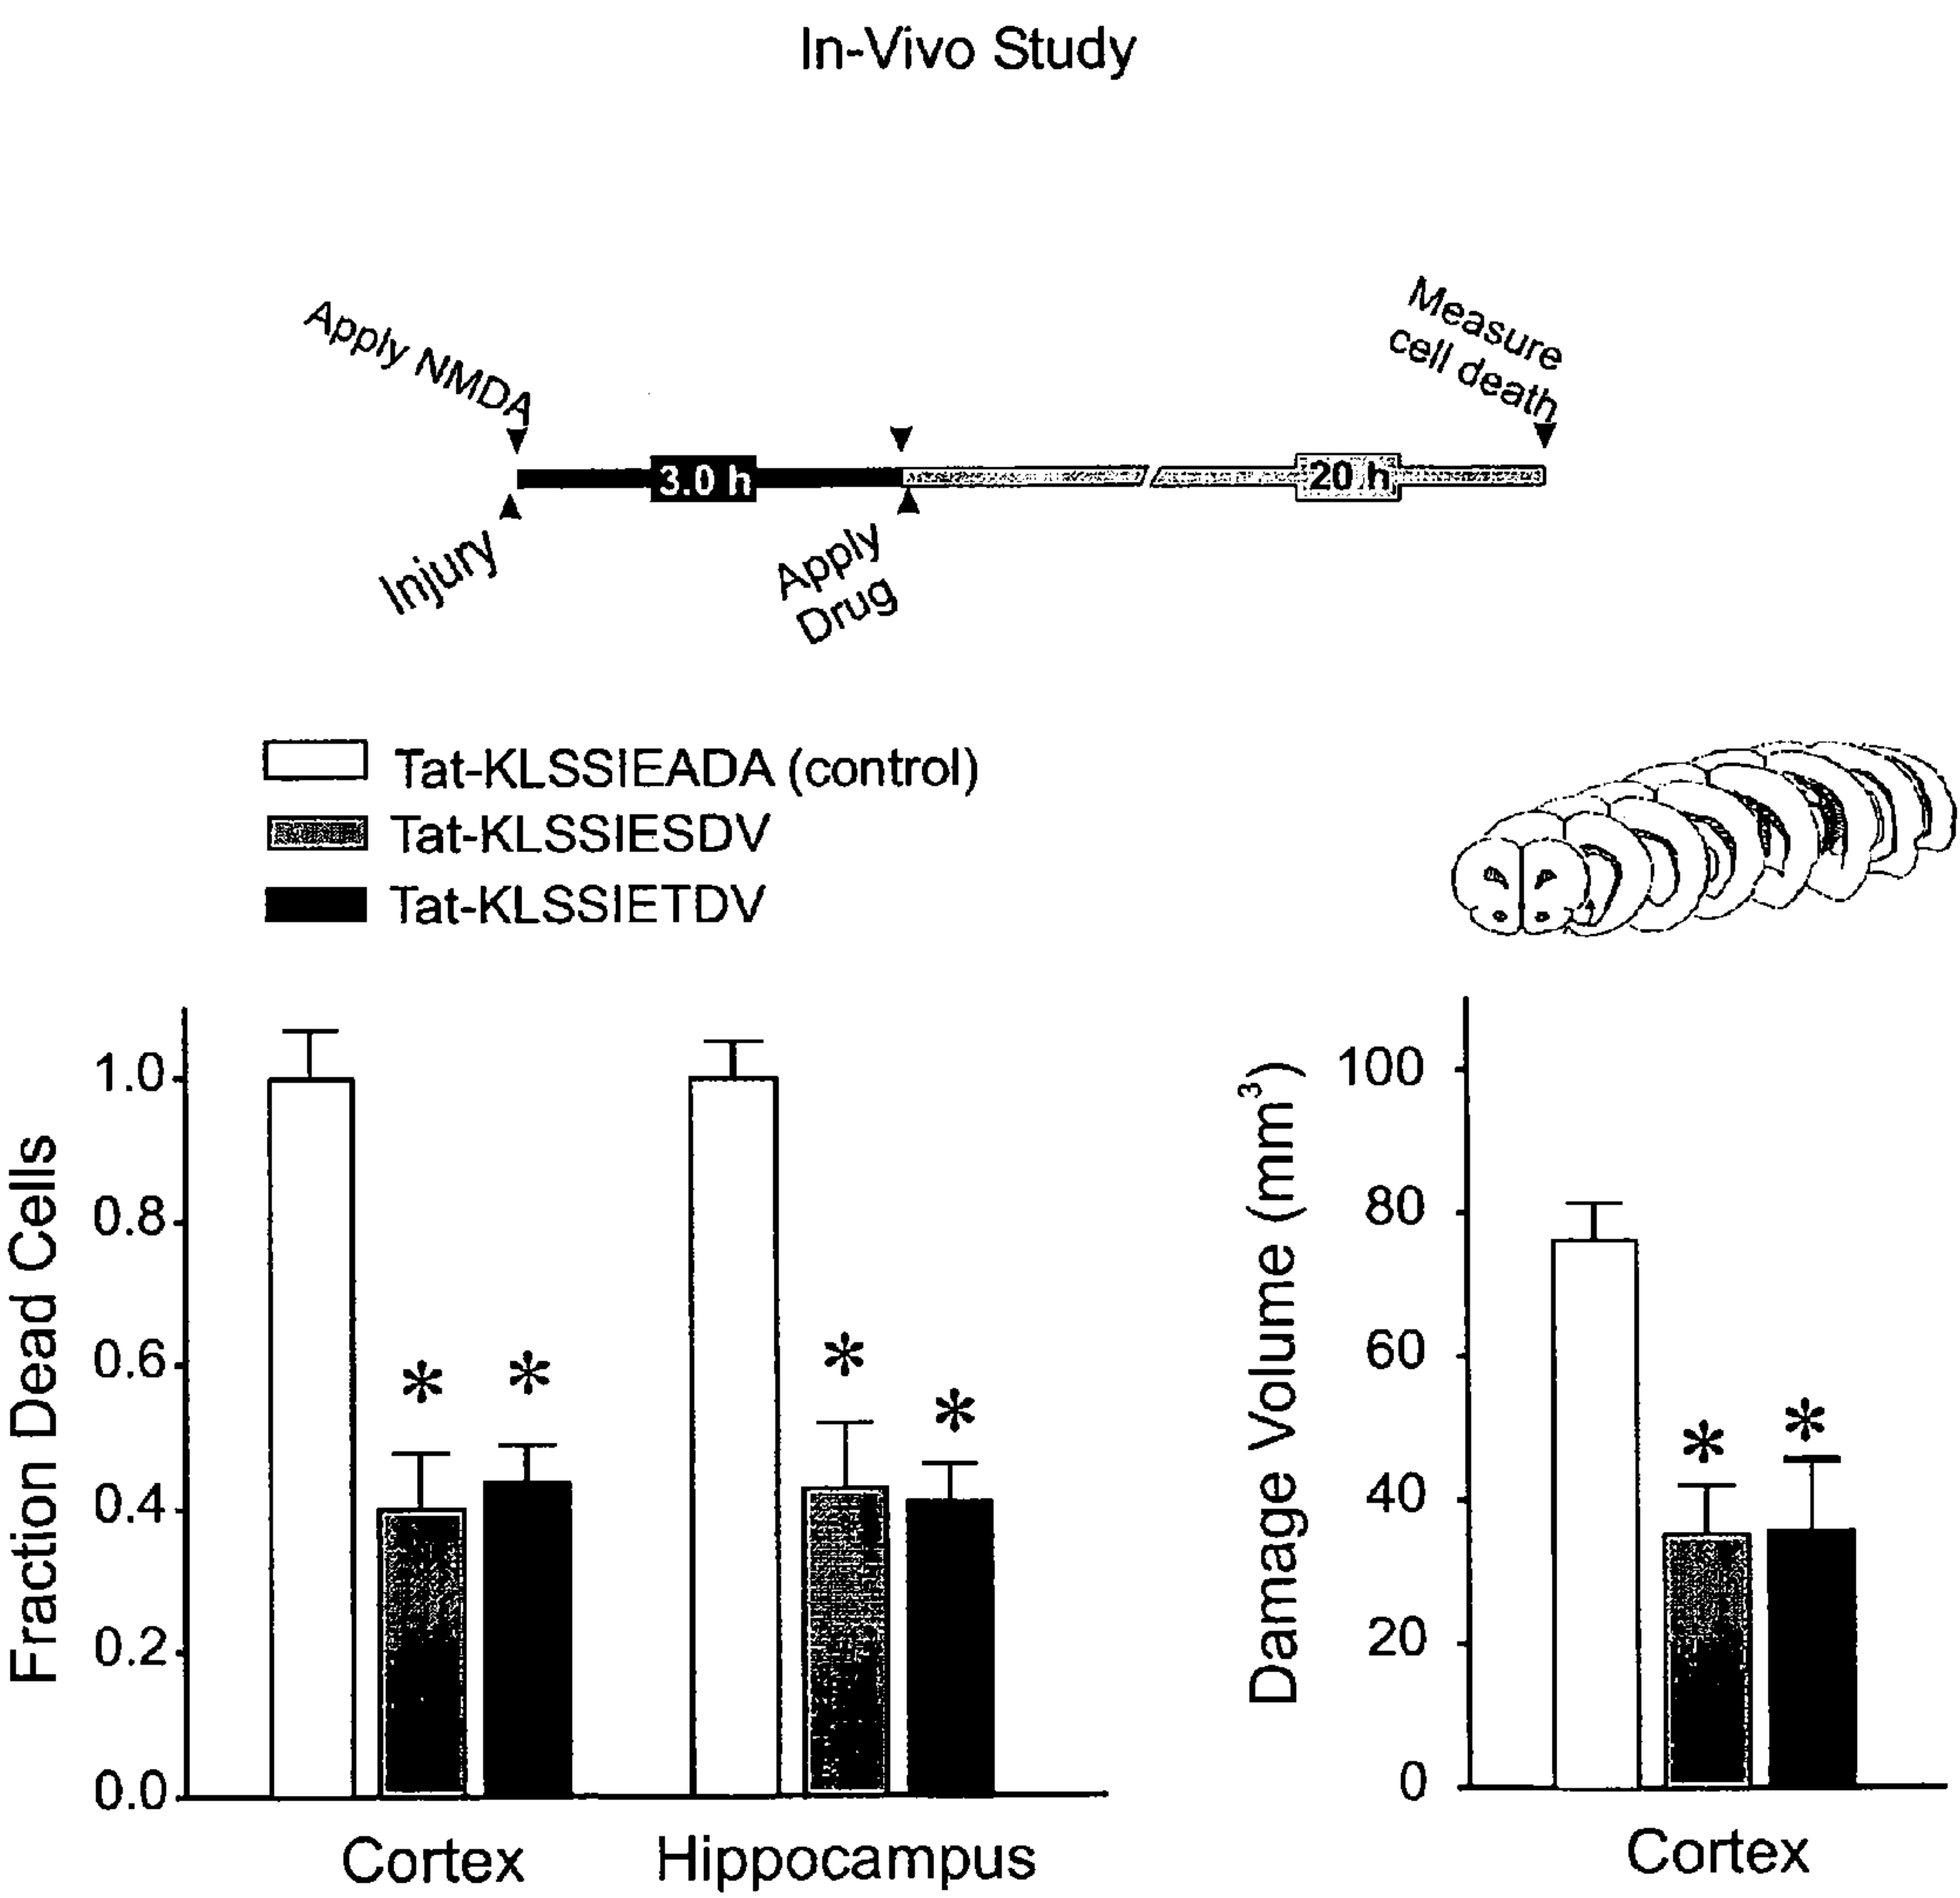 In-Vivo Study
Apply NMDA
Measure
cell death
3.0 h
20 h
Injury
Apply
Drug
Tat-KLSSIEADA (control)
Tat-KLSSIESDV
Tat-KLSSIETDV
Fraction Dead Cells
1.0
0.8
0.6
0.4
0.2
0.0
* * * *
Cortex Hippocampus
Damage Volume (mm³)
100
80
60
40
20
0
* *
Cortex